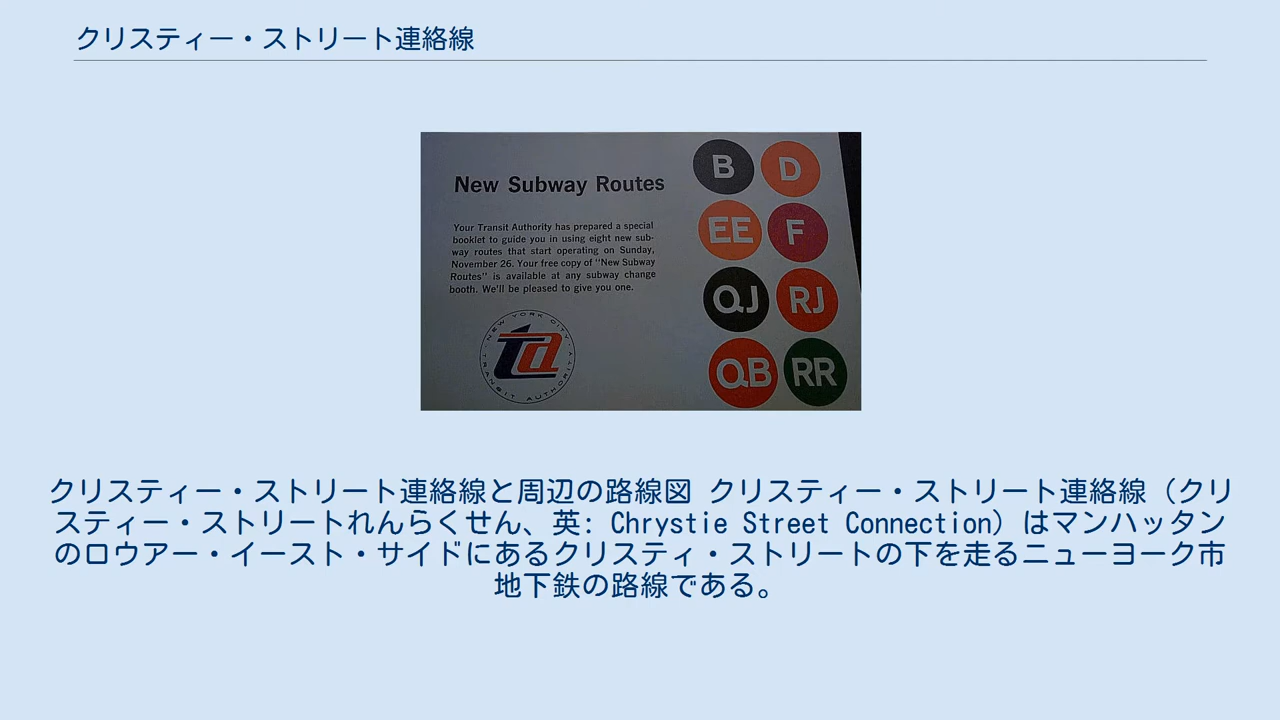 クリスティー・ストリート連絡線
New Subway Routes
Your Transit Authority has prepared a special
booklet to guide you in using eight new sub-
way routes that start operating on Sunday,
November 26. Your free copy of "New Subway
Routes" is available at any subway change
booth. We'll be pleased to give you one.
NEW YORK CITY
ta
TRANSIT AUTHORITY
B D
EE F
QJ RJ
QB RR
クリスティー・ストリート連絡線と周辺の路線図 クリスティー・ストリート連絡線（クリ
スティー・ストリートれんらくせん、英: Chrystie Street Connection）はマンハッタン
のロウアー・イースト・サイドにあるクリスティ・ストリートの下を走るニューヨーク市
地下鉄の路線である。